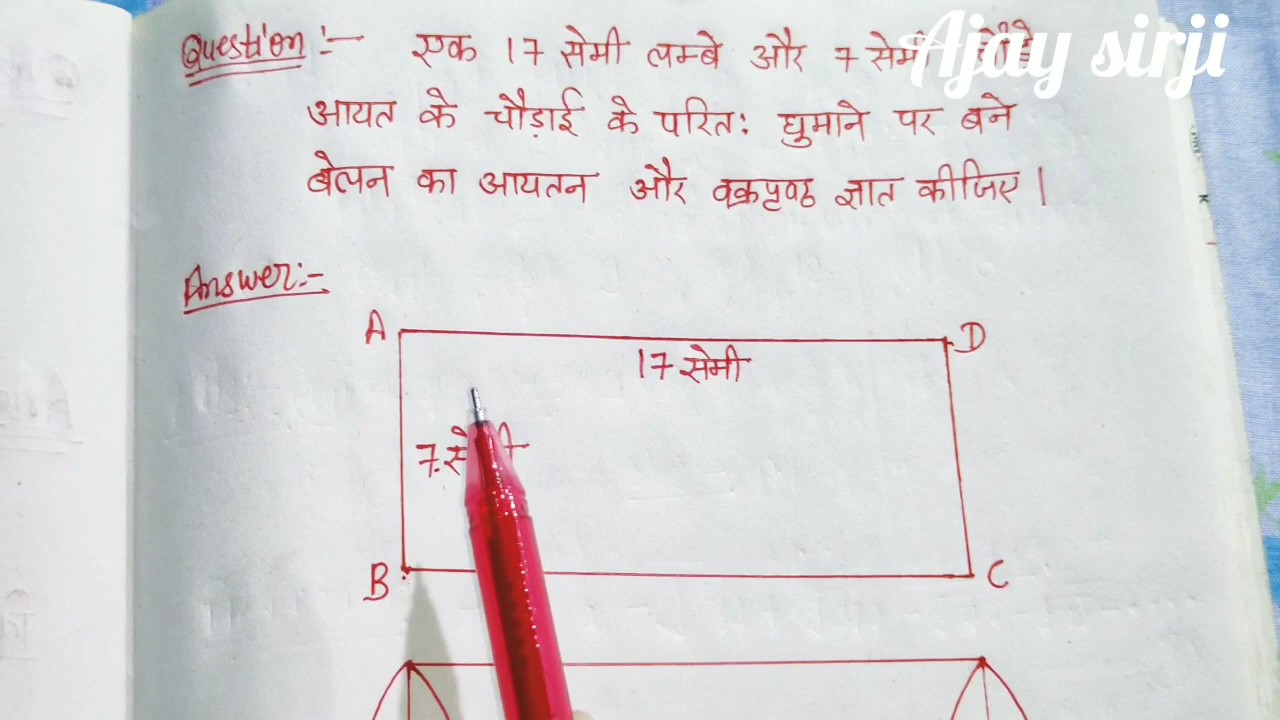 Question :- एक 17 सेमी लम्बे और 7 सेमी
Ajay sirji
आयत के चौड़ाई के परितः घुमाने पर बने
बेलन का आयतन और वक्रपृष्ठ ज्ञात कीजिए।
Answer:-
A
D
17 सेमी
B
C